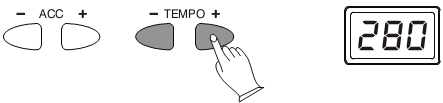 − ACC + − TEMPO + 280